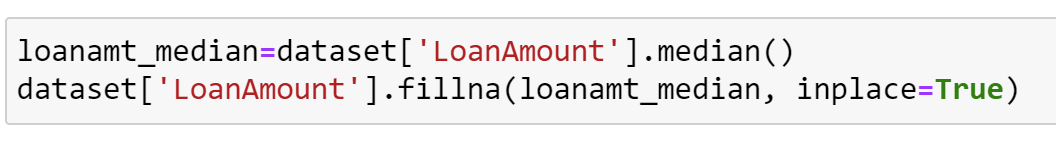 loanamt_median=dataset['LoanAmount'].median()
dataset['LoanAmount'].fillna(loanamt_median, inplace=True)